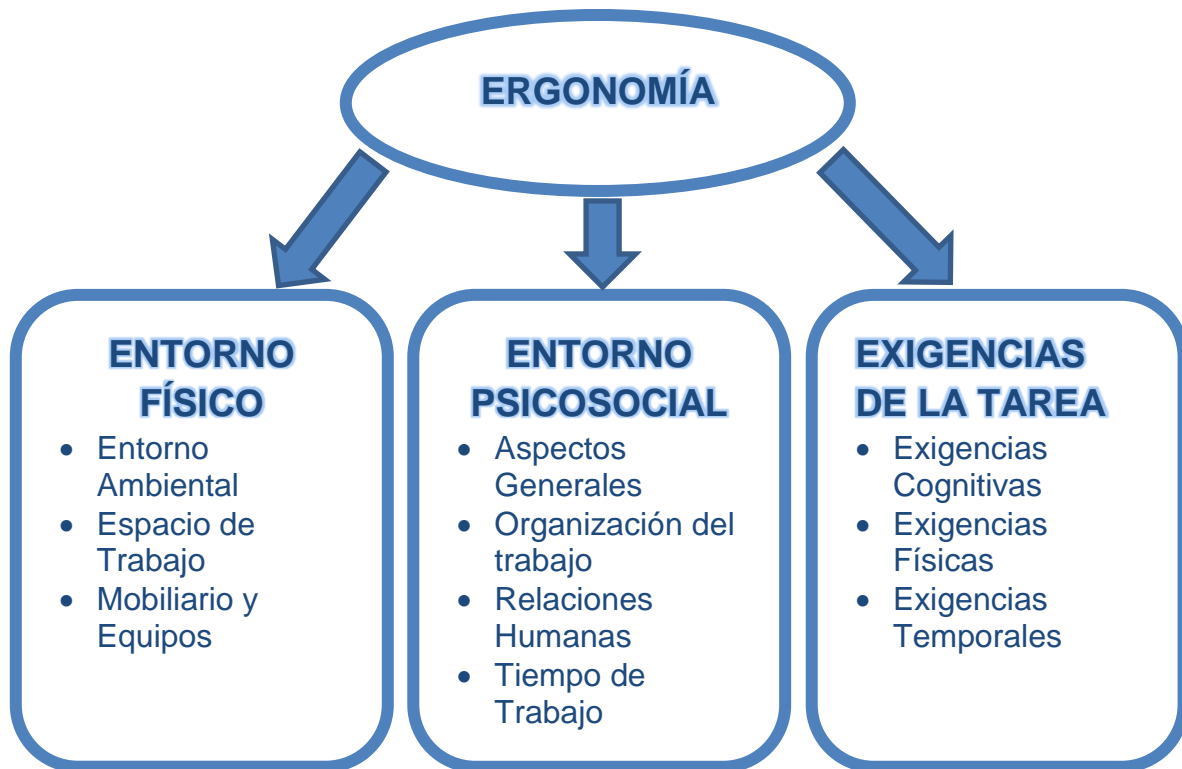 ERGONOMÍA
ENTORNO
FÍSICO
• Entorno
Ambiental
• Espacio de
Trabajo
• Mobiliario y
Equipos
ENTORNO
PSICOSOCIAL
• Aspectos
Generales
• Organización del
trabajo
• Relaciones
Humanas
• Tiempo de
Trabajo
EXIGENCIAS
DE LA TAREA
• Exigencias
Cognitivas
• Exigencias
Físicas
• Exigencias
Temporales